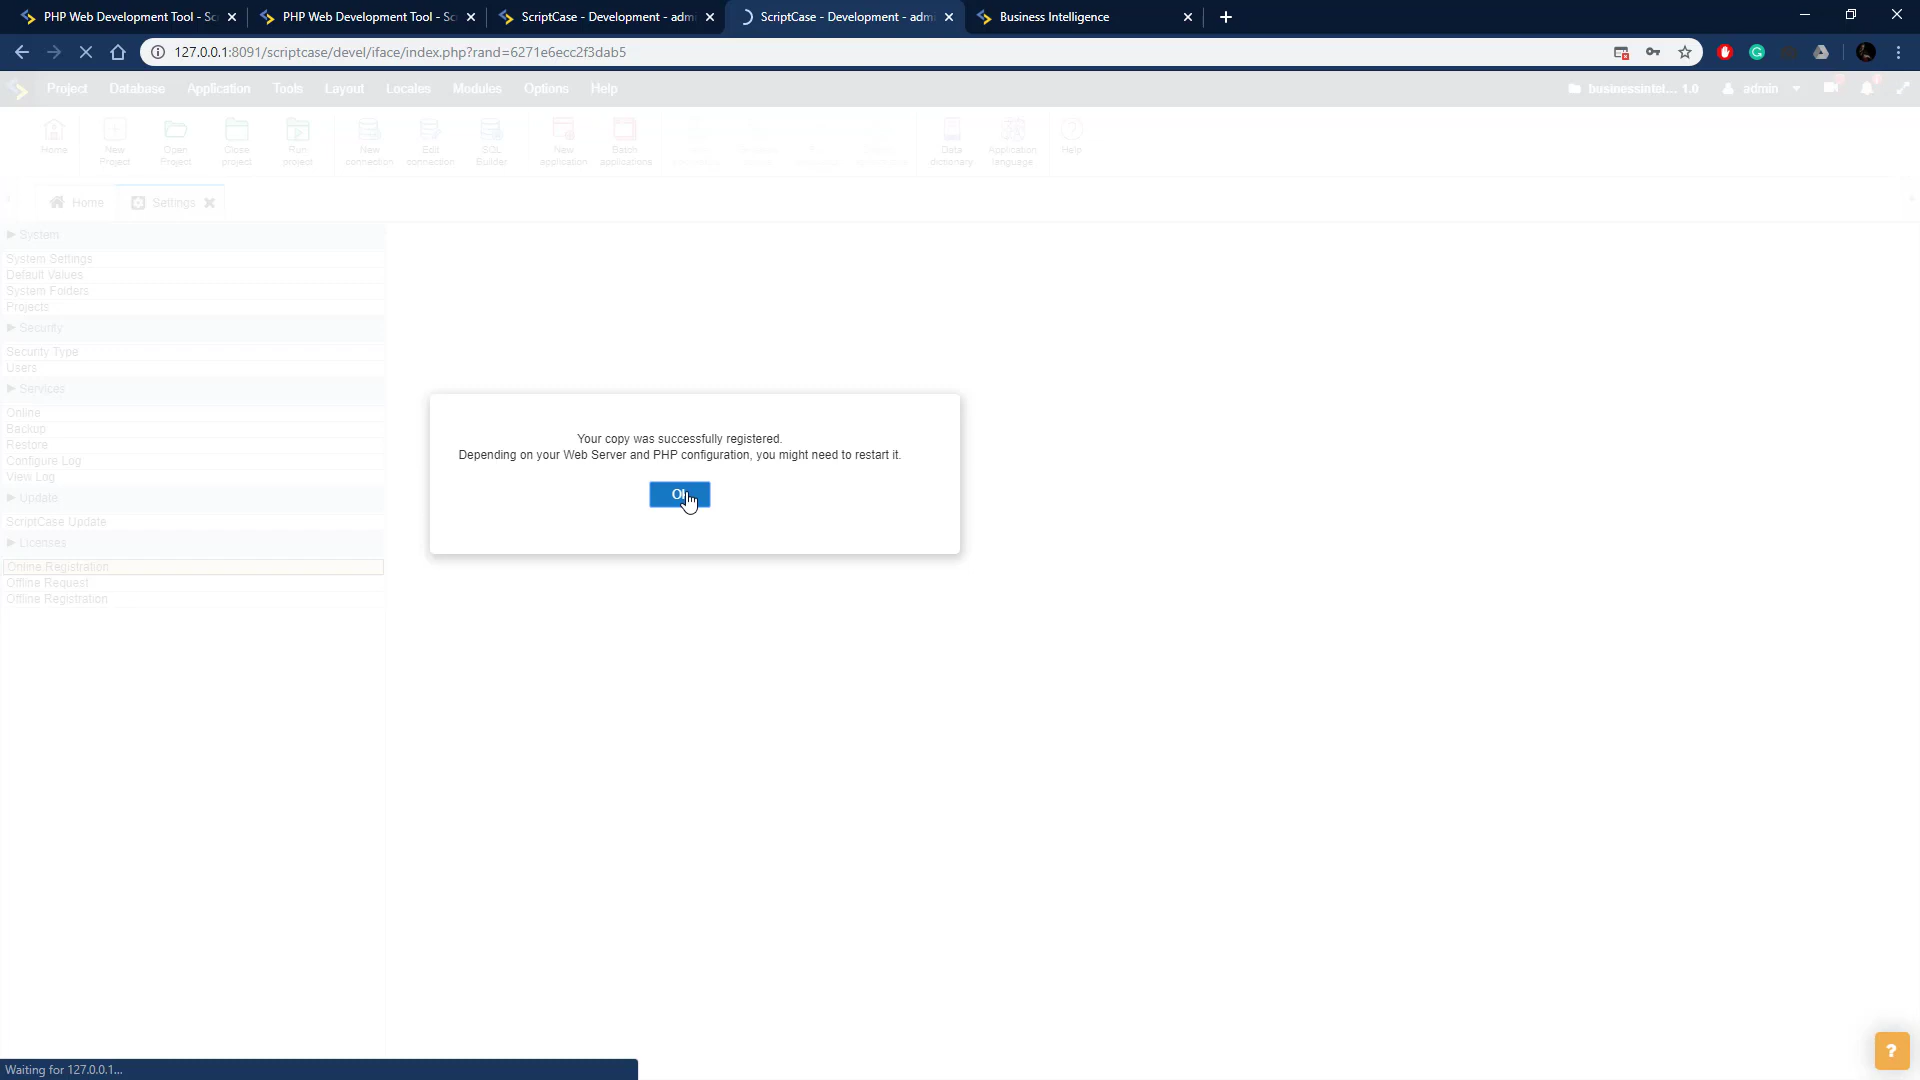 PHP Web Development Tool - Sc
PHP Web Development Tool - Sc
ScriptCase - Development - admi
ScriptCase - Development - admi
Business Intelligence
127.0.0.1:8091/scriptcase/devel/iface/index.php?rand=6271e6ecc2f3dab5
Project Database Application Tools Layout Locales Modules Options Help
businessintel... 1.0 admin
Home
New Project
Open Project
Close project
Run project
New connection
Edit connection
SQL Builder
New application
Batch applications
Data dictionary
Application language
Help
Home
Settings
System
System Settings
Default Values
System Folders
Projects
Security
Security Type
Users
Services
Online
Backup
Restore
Configure Log
View Log
Update
ScriptCase Update
Licenses
Online Registration
Offline Request
Offline Registration
Your copy was successfully registered.
Depending on your Web Server and PHP configuration, you might need to restart it.
?
Waiting for 127.0.0.1...